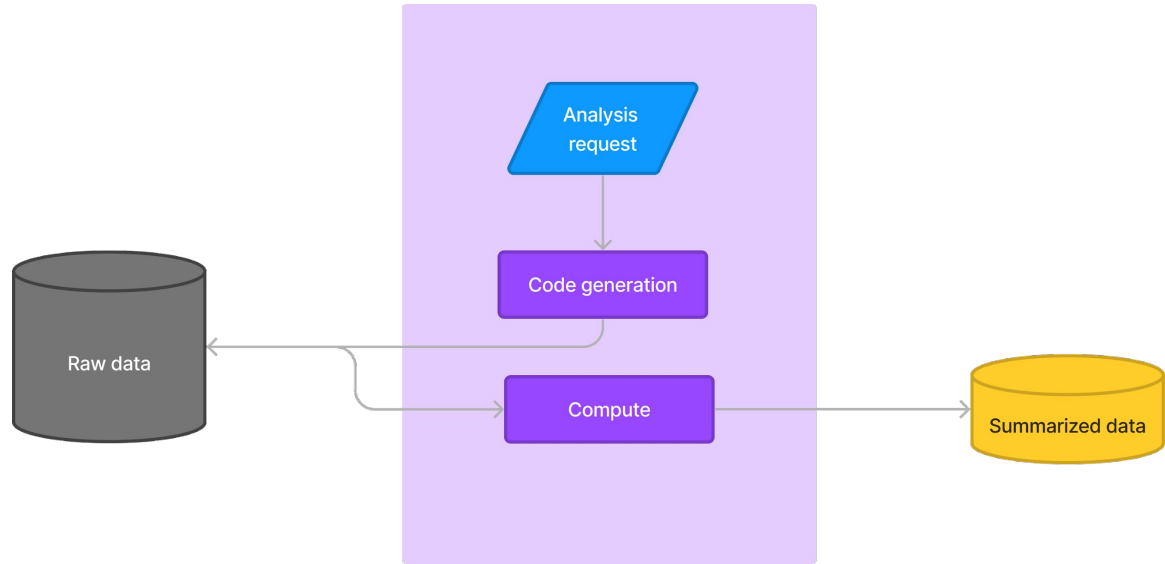 Analysis
request
Code generation
Raw data
Compute
Summarized data